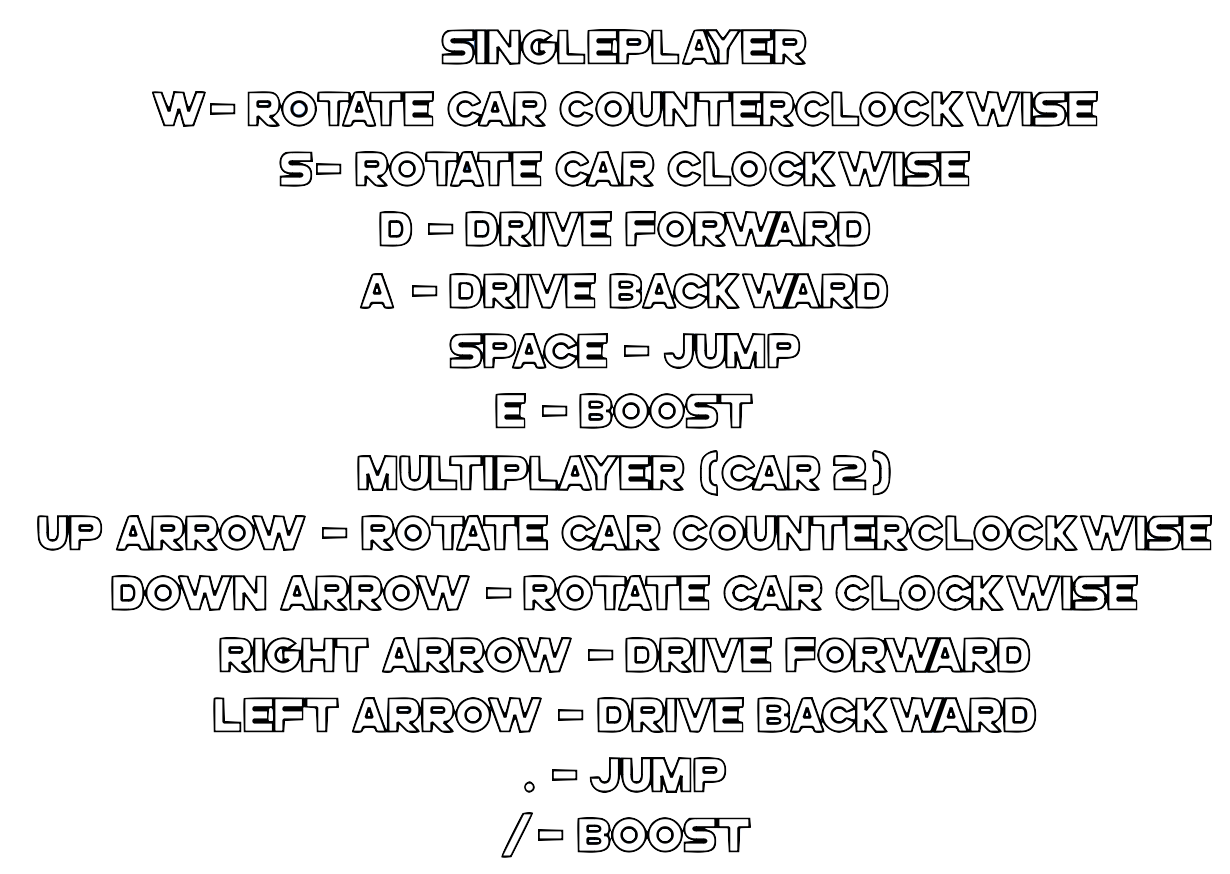 SINGLEPLAYER
W- ROTATE CAR COUNTERCLOCKWISE
S- ROTATE CAR CLOCKWISE
D - DRIVE FORWARD
A - DRIVE BACKWARD
SPACE - JUMP
E - BOOST
MULTIPLAYER (CAR 2)
UP ARROW - ROTATE CAR COUNTERCLOCKWISE
DOWN ARROW - ROTATE CAR CLOCKWISE
RIGHT ARROW - DRIVE FORWARD
LEFT ARROW - DRIVE BACKWARD
. - JUMP
/- BOOST